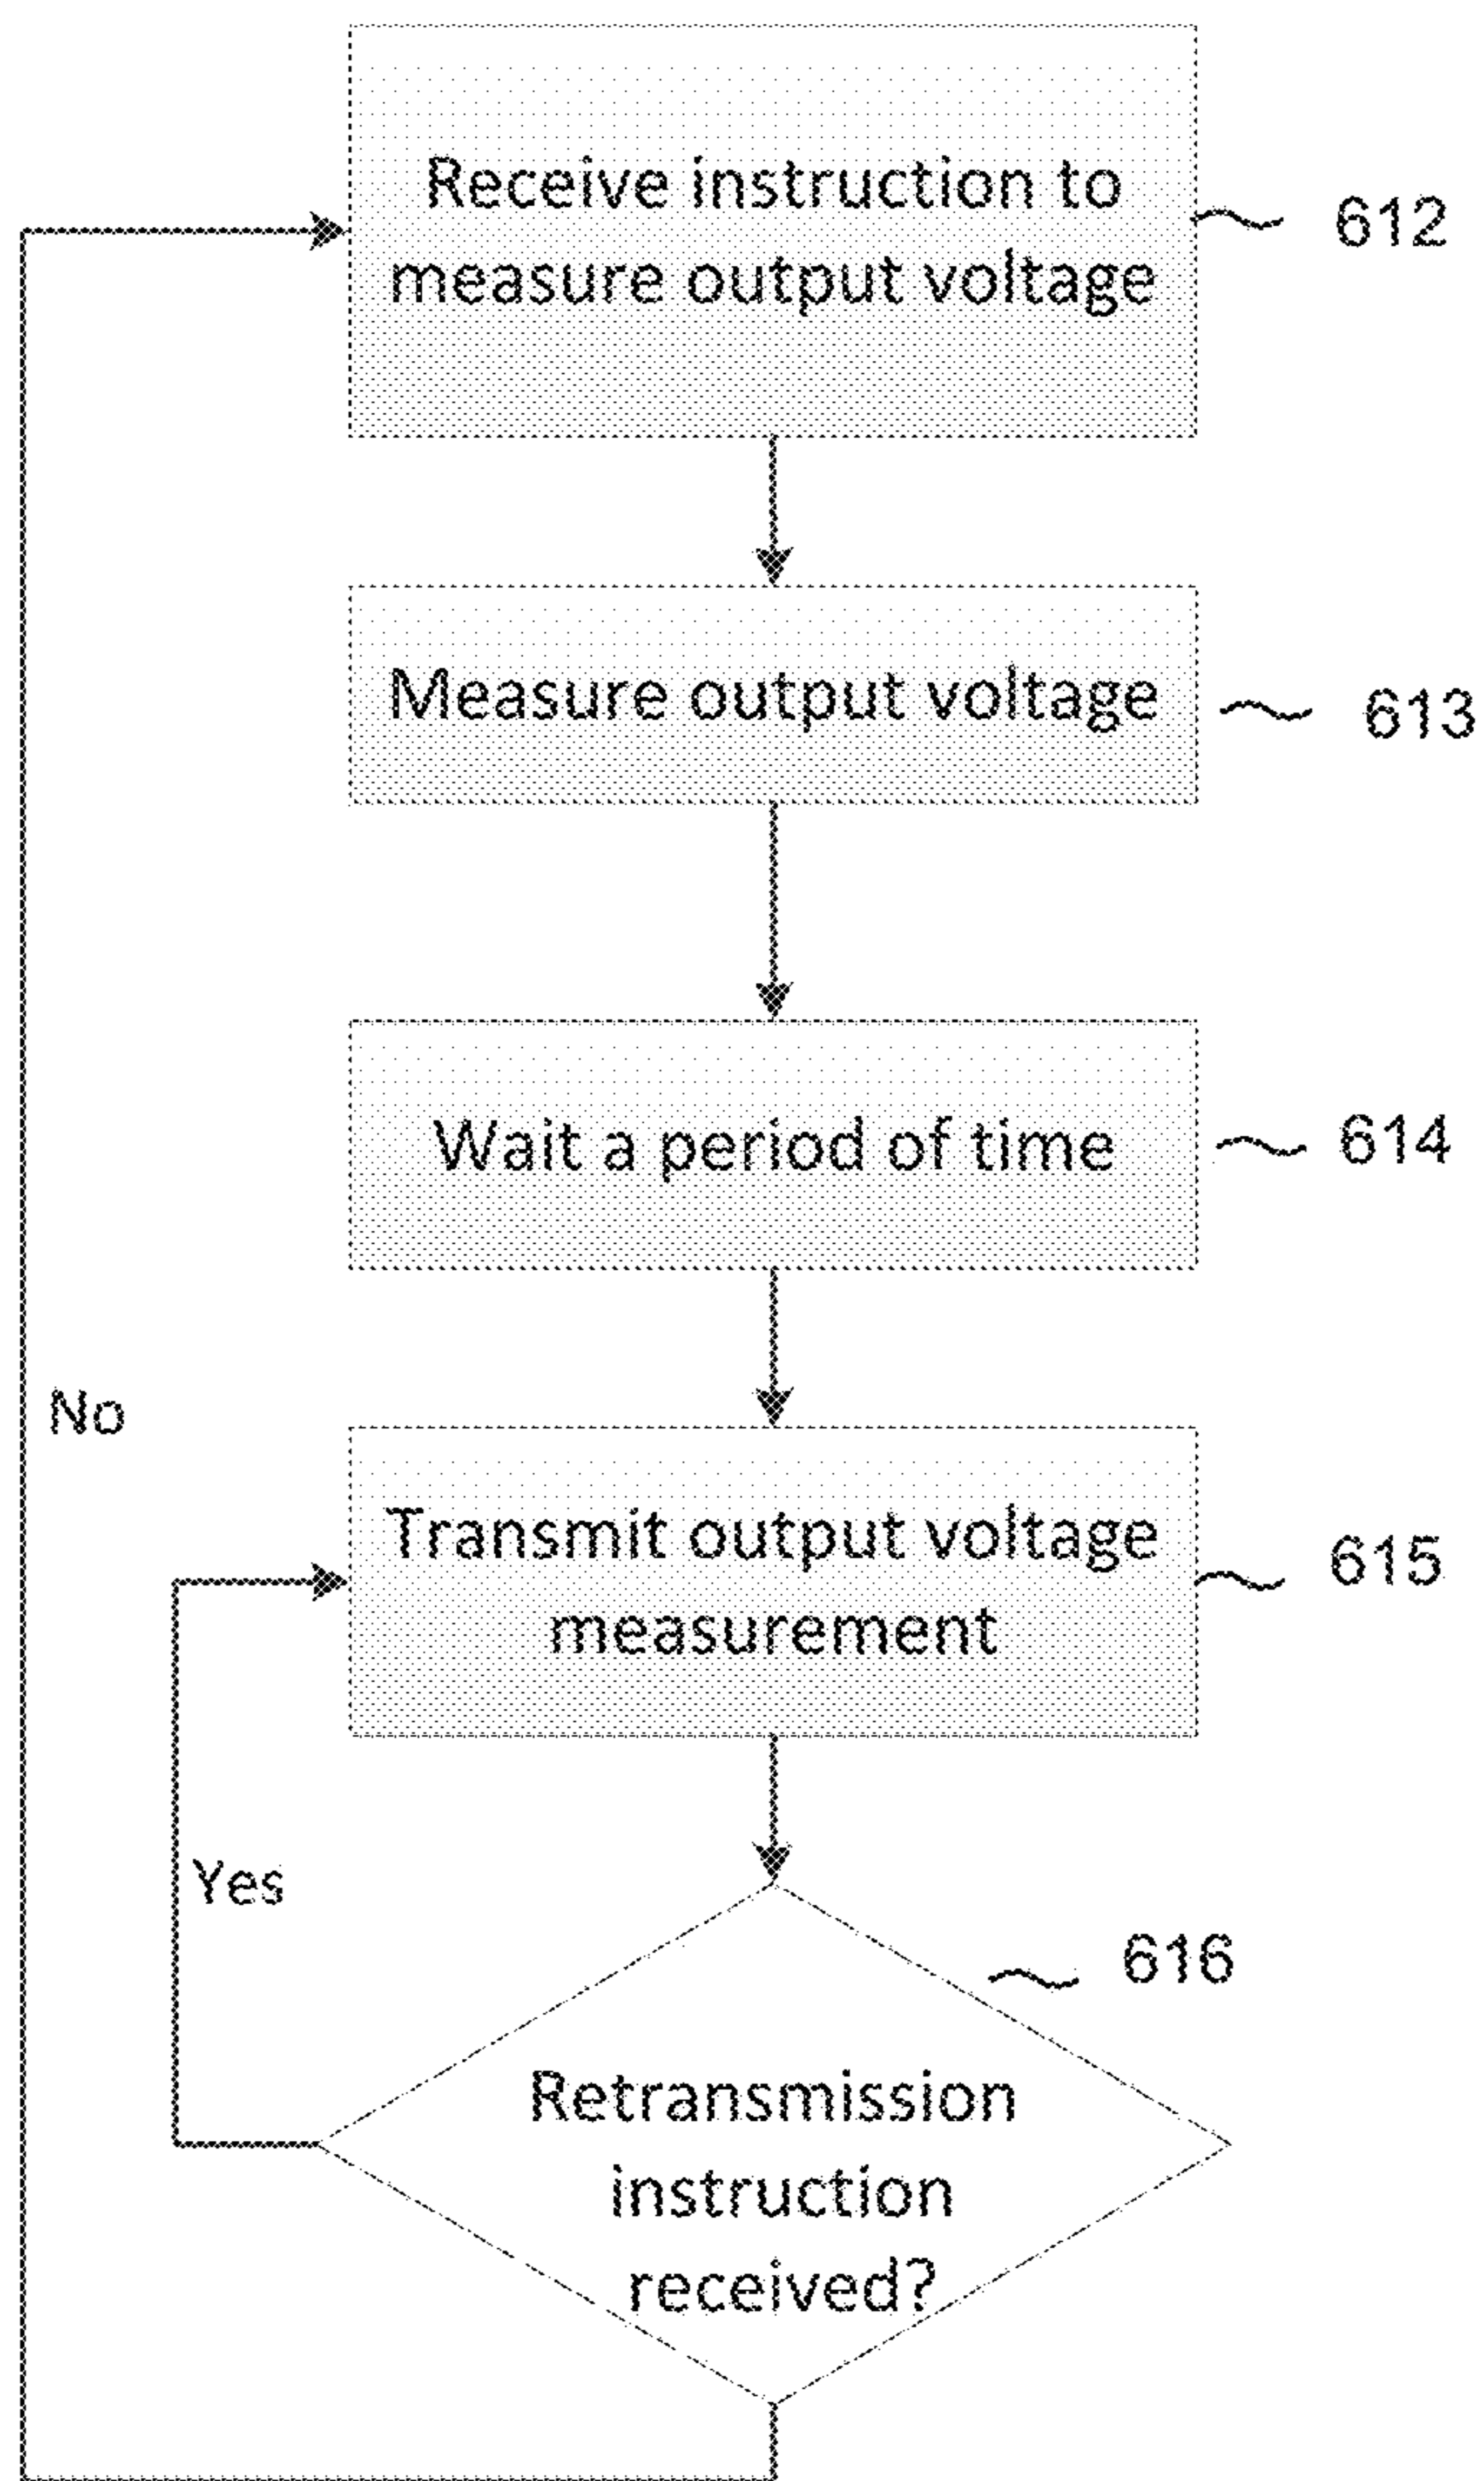 Receive instruction to
measure output voltage
612
Measure output voltage
613
Wait a period of time
614
No
Transmit output voltage
measurement
615
Yes
616
Retransmission
instruction
received?